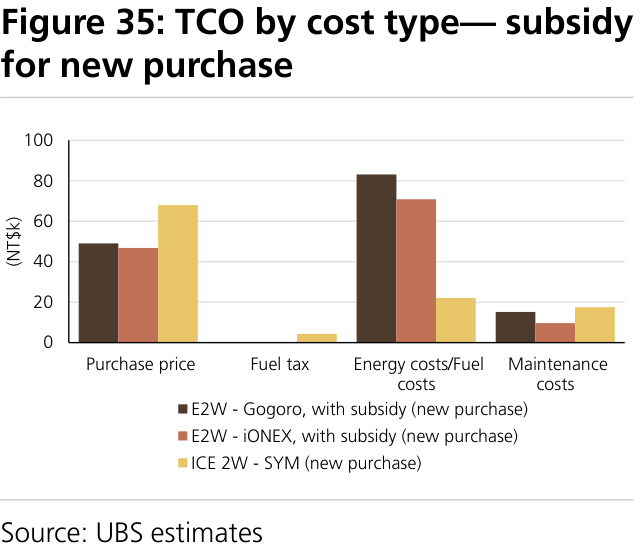 Figure 35: TCO by cost type— subsidy
for new purchase
100
80
60
40
20
0
(NT$k)
Purchase price
Fuel tax
Energy costs/Fuel
costs
Maintenance
costs
E2W - Gogoro, with subsidy (new purchase)
E2W - iONEX, with subsidy (new purchase)
ICE 2W - SYM (new purchase)
Source: UBS estimates